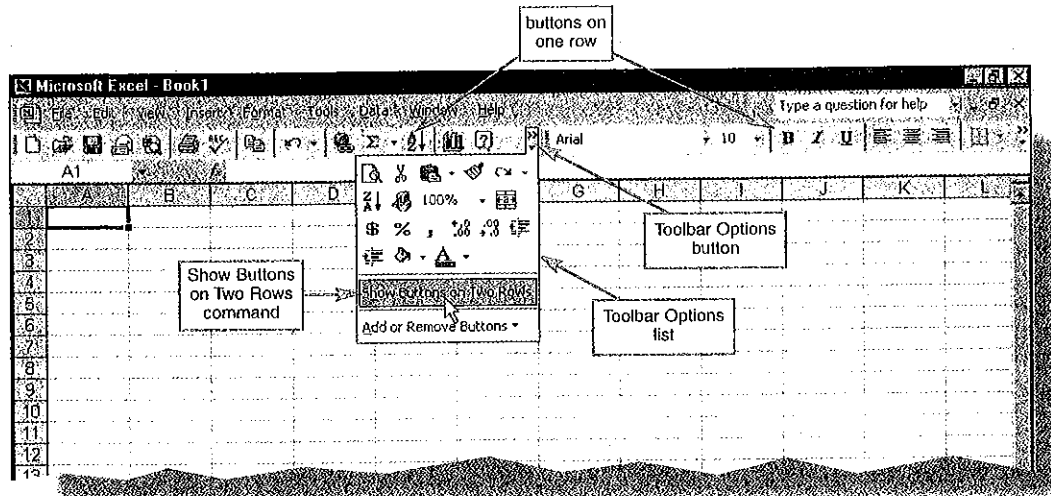 buttons on
one row
Microsoft Excel - Book1
File Edit View Insert Format Tools Data Window Help Type a question for help
Arial 10 B I U
A1 fx
A B C D G H I J K L
100%
$ % ,
Show Buttons on Two Rows
Add or Remove Buttons
Toolbar Options
button
Show Buttons
on Two Rows
command
Toolbar Options
list
1
2
3
4
5
6
7
8
9
10
11
12
13